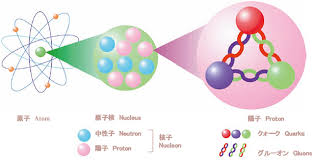 原子 Atom
原子核 Nucleus
中性子 Neutron
陽子 Proton
核子
Nucleon
陽子 Proton
クォーク Quarks
グルーオン Gluons